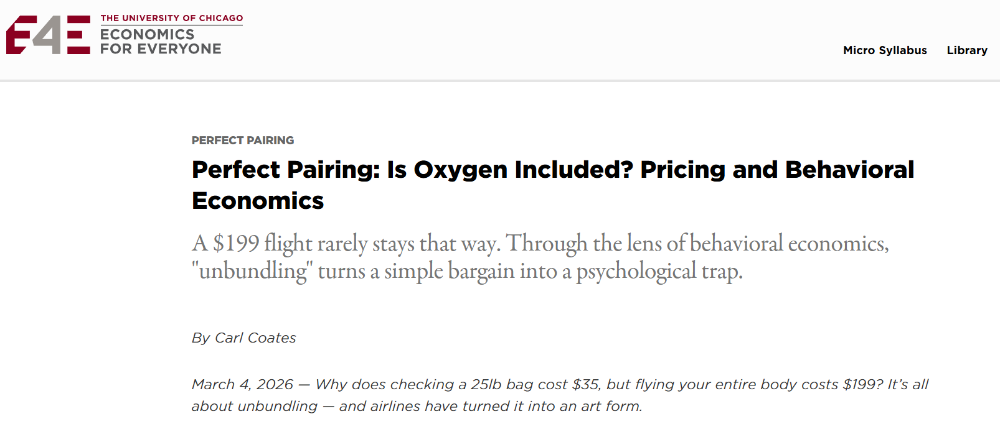 E4E
THE UNIVERSITY OF CHICAGO
ECONOMICS
FOR EVERYONE
Micro Syllabus
Library
PERFECT PAIRING
Perfect Pairing: Is Oxygen Included? Pricing and Behavioral
Economics
A $199 flight rarely stays that way. Through the lens of behavioral economics,
"unbundling" turns a simple bargain into a psychological trap.
By Carl Coates
March 4, 2026 — Why does checking a 25lb bag cost $35, but flying your entire body costs $199? It’s all
about unbundling — and airlines have turned it into an art form.